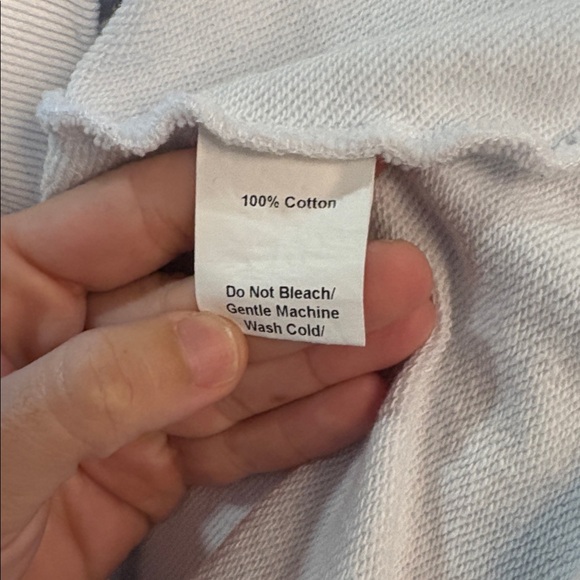 100% Cotton
Do Not Bleach/
Gentle Machine
Wash Cold/